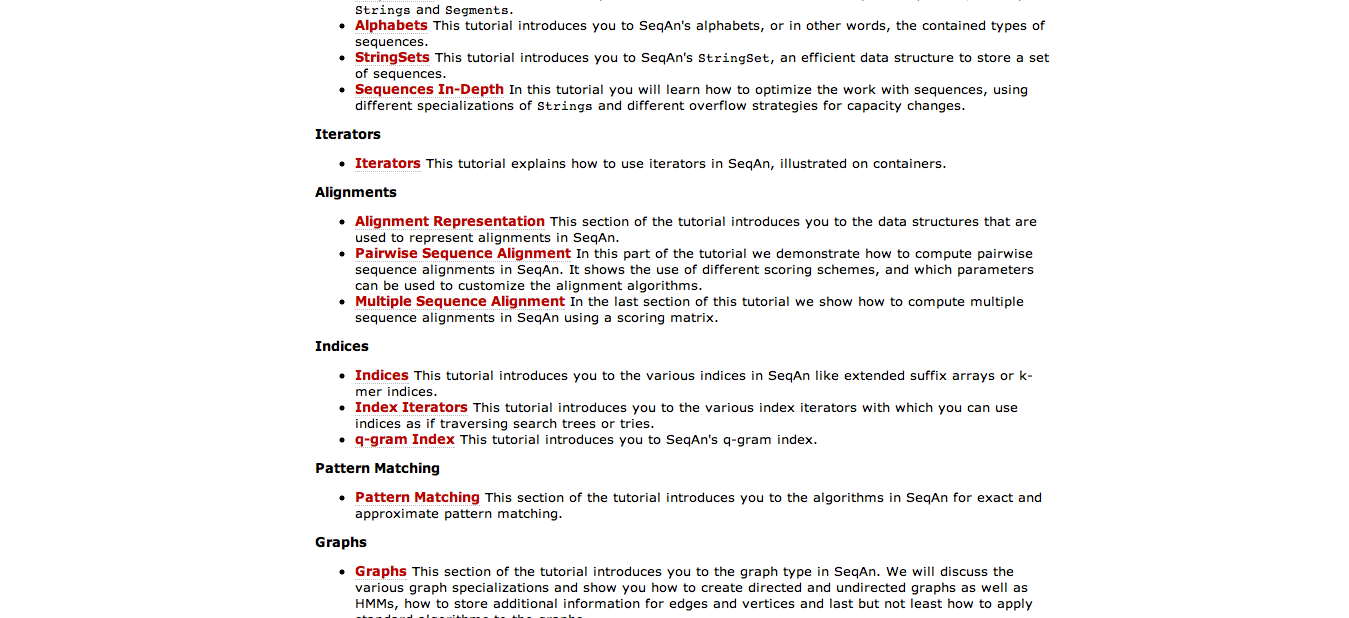 Strings and Segments.
Alphabets This tutorial introduces you to SeqAn's alphabets, or in other words, the contained types of
sequences.
StringSets This tutorial introduces you to SeqAn's StringSet, an efficient data structure to store a set
of sequences.
Sequences In-Depth In this tutorial you will learn how to optimize the work with sequences, using
different specializations of Strings and different overflow strategies for capacity changes.
Iterators
Iterators This tutorial explains how to use iterators in SeqAn, illustrated on containers.
Alignments
Alignment Representation This section of the tutorial introduces you to the data structures that are
used to represent alignments in SeqAn.
Pairwise Sequence Alignment In this part of the tutorial we demonstrate how to compute pairwise
sequence alignments in SeqAn. It shows the use of different scoring schemes, and which parameters
can be used to customize the alignment algorithms.
Multiple Sequence Alignment In the last section of this tutorial we show how to compute multiple
sequence alignments in SeqAn using a scoring matrix.
Indices
Indices This tutorial introduces you to the various indices in SeqAn like extended suffix arrays or k-
mer indices.
Index Iterators This tutorial introduces you to the various index iterators with which you can use
indices as if traversing search trees or tries.
q-gram Index This tutorial introduces you to SeqAn's q-gram index.
Pattern Matching
Pattern Matching This section of the tutorial introduces you to the algorithms in SeqAn for exact and
approximate pattern matching.
Graphs
Graphs This section of the tutorial introduces you to the graph type in SeqAn. We will discuss the
various graph specializations and show you how to create directed and undirected graphs as well as
HMMs, how to store additional information for edges and vertices and last but not least how to apply